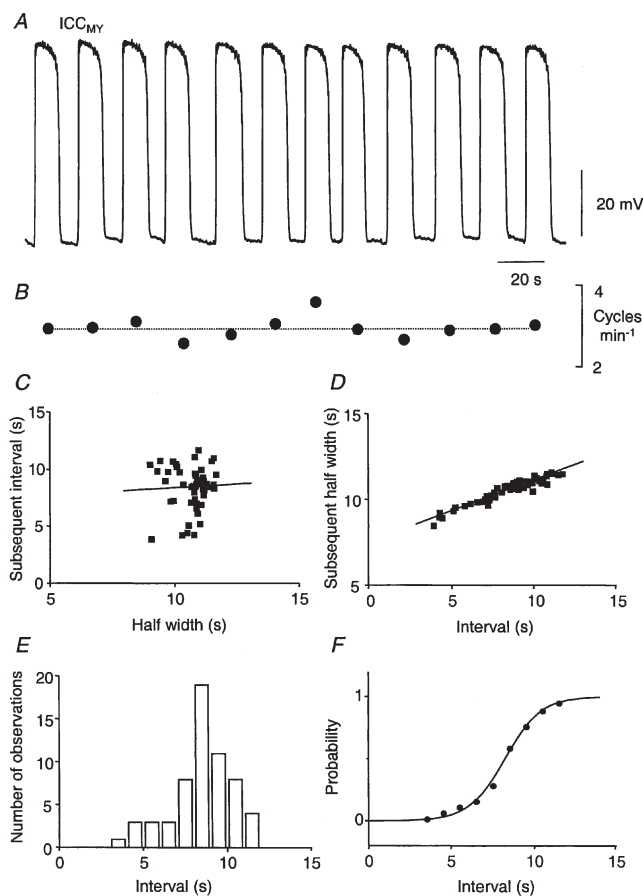 A
ICC_MY
20 mV
20 s
B
4
Cycles
min⁻¹
2
C
15
10
5
0
Subsequent interval (s)
5
10
15
Half width (s)
D
15
10
5
Subsequent half width (s)
0
5
10
15
Interval (s)
E
20
15
10
5
0
Number of observations
0
5
10
15
Interval (s)
F
1
0
Probability
0
5
10
15
Interval (s)